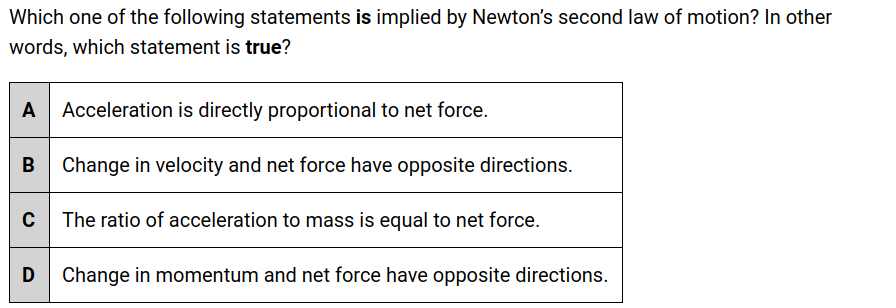 Which one of the following statements is implied by Newton’s second law of motion? In other
words, which statement is true?
A Acceleration is directly proportional to net force.
B Change in velocity and net force have opposite directions.
C The ratio of acceleration to mass is equal to net force.
D Change in momentum and net force have opposite directions.